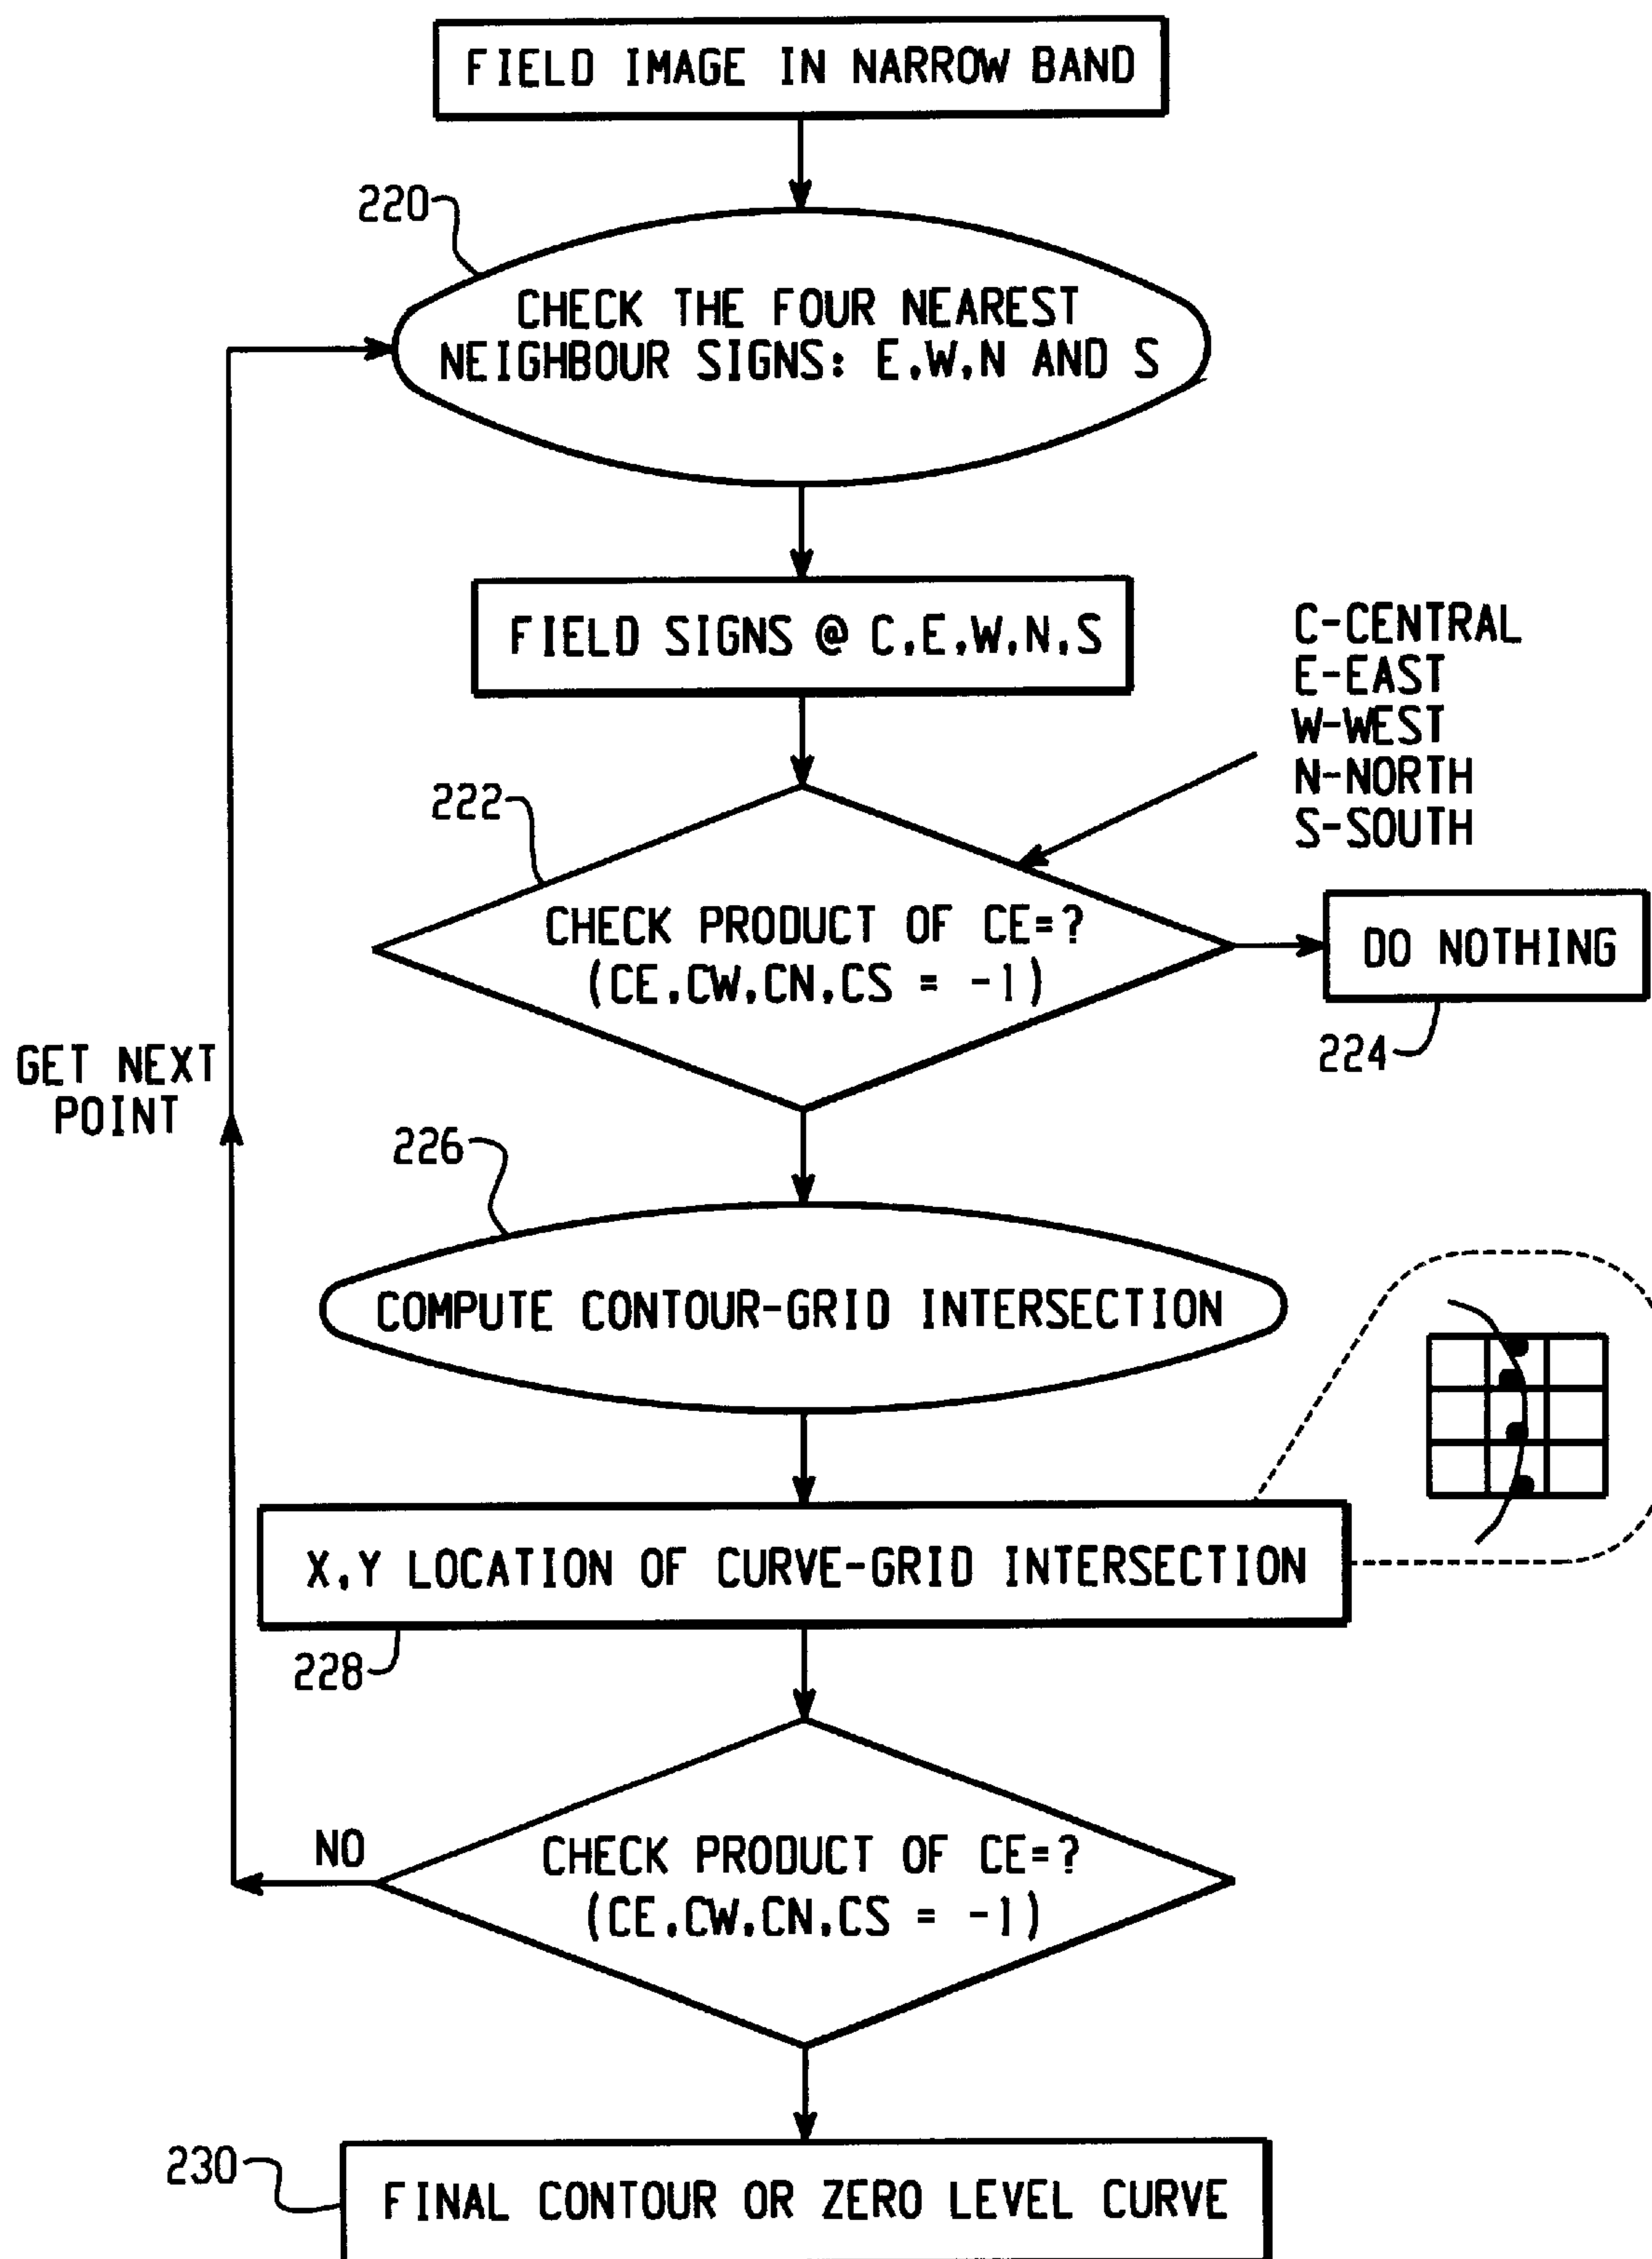 FIELD IMAGE IN NARROW BAND
220
CHECK THE FOUR NEAREST
NEIGHBOUR SIGNS: E,W,N AND S
FIELD SIGNS @ C,E,W,N,S
C-CENTRAL
E-EAST
W-WEST
N-NORTH
S-SOUTH
222
CHECK PRODUCT OF CE=?
(CE,CW,CN,CS = -1)
DO NOTHING
224
GET NEXT
POINT
226
COMPUTE CONTOUR-GRID INTERSECTION
X,Y LOCATION OF CURVE-GRID INTERSECTION
228
NO
CHECK PRODUCT OF CE=?
(CE,CW,CN,CS = -1)
230
FINAL CONTOUR OR ZERO LEVEL CURVE